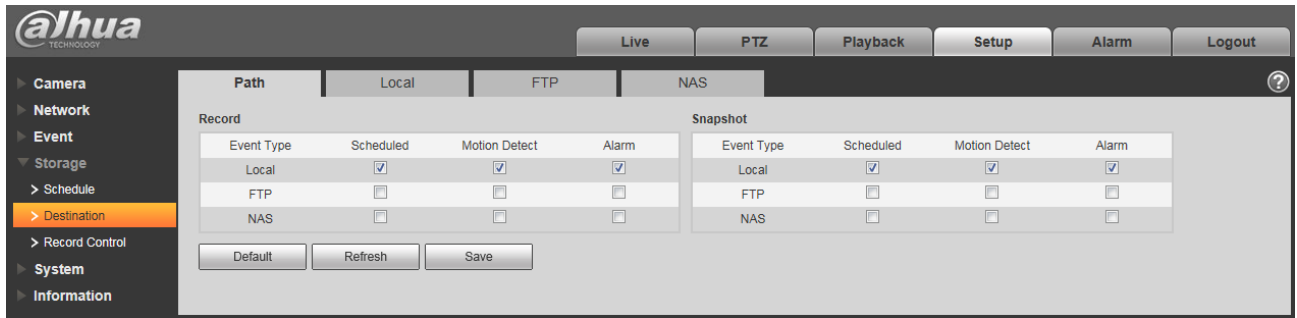 alhua
TECHNOLOGY
Live PTZ Playback Setup Alarm Logout
Camera
Network
Event
Storage
> Schedule
> Destination
> Record Control
System
Information
Path Local FTP NAS ?
Record
Event Type Scheduled Motion Detect Alarm
Local
FTP
NAS
Snapshot
Event Type Scheduled Motion Detect Alarm
Local
FTP
NAS
Default Refresh Save